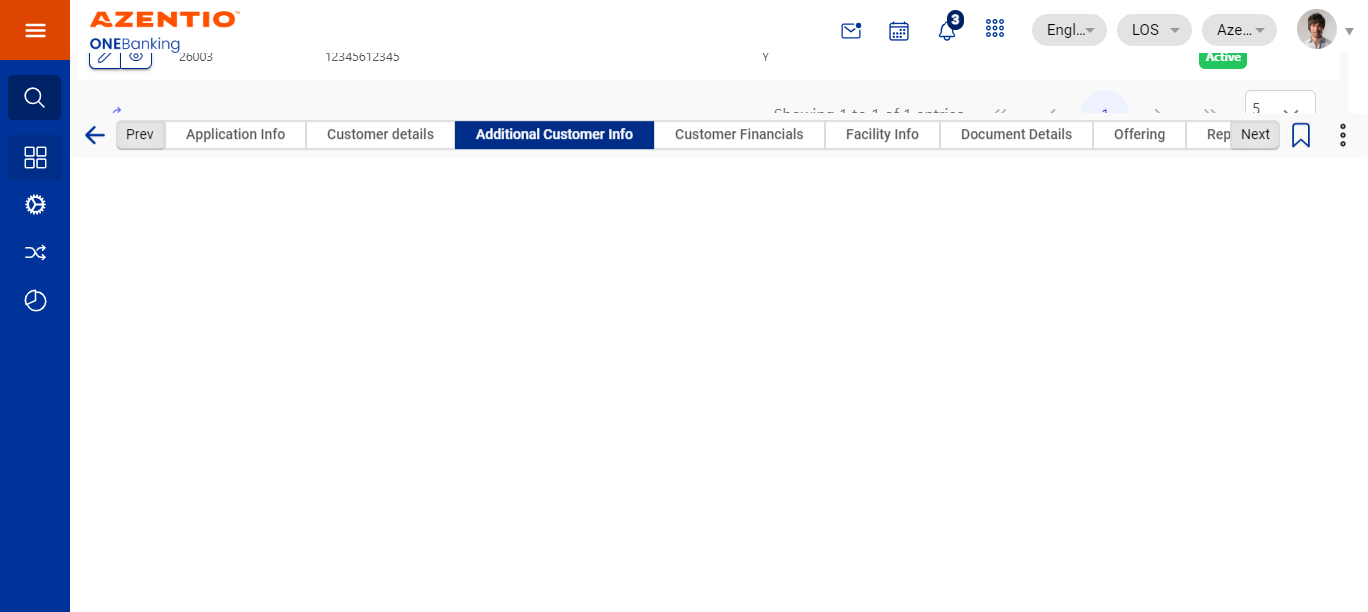 AZENTIO™
ONEBanking
3
Engl...
LOS
Aze...
26003 12345612345 Y Active
Showing 1 to 1 of 1 entries 1 5
Prev Application Info Customer details Additional Customer Info Customer Financials Facility Info Document Details Offering Rep Next